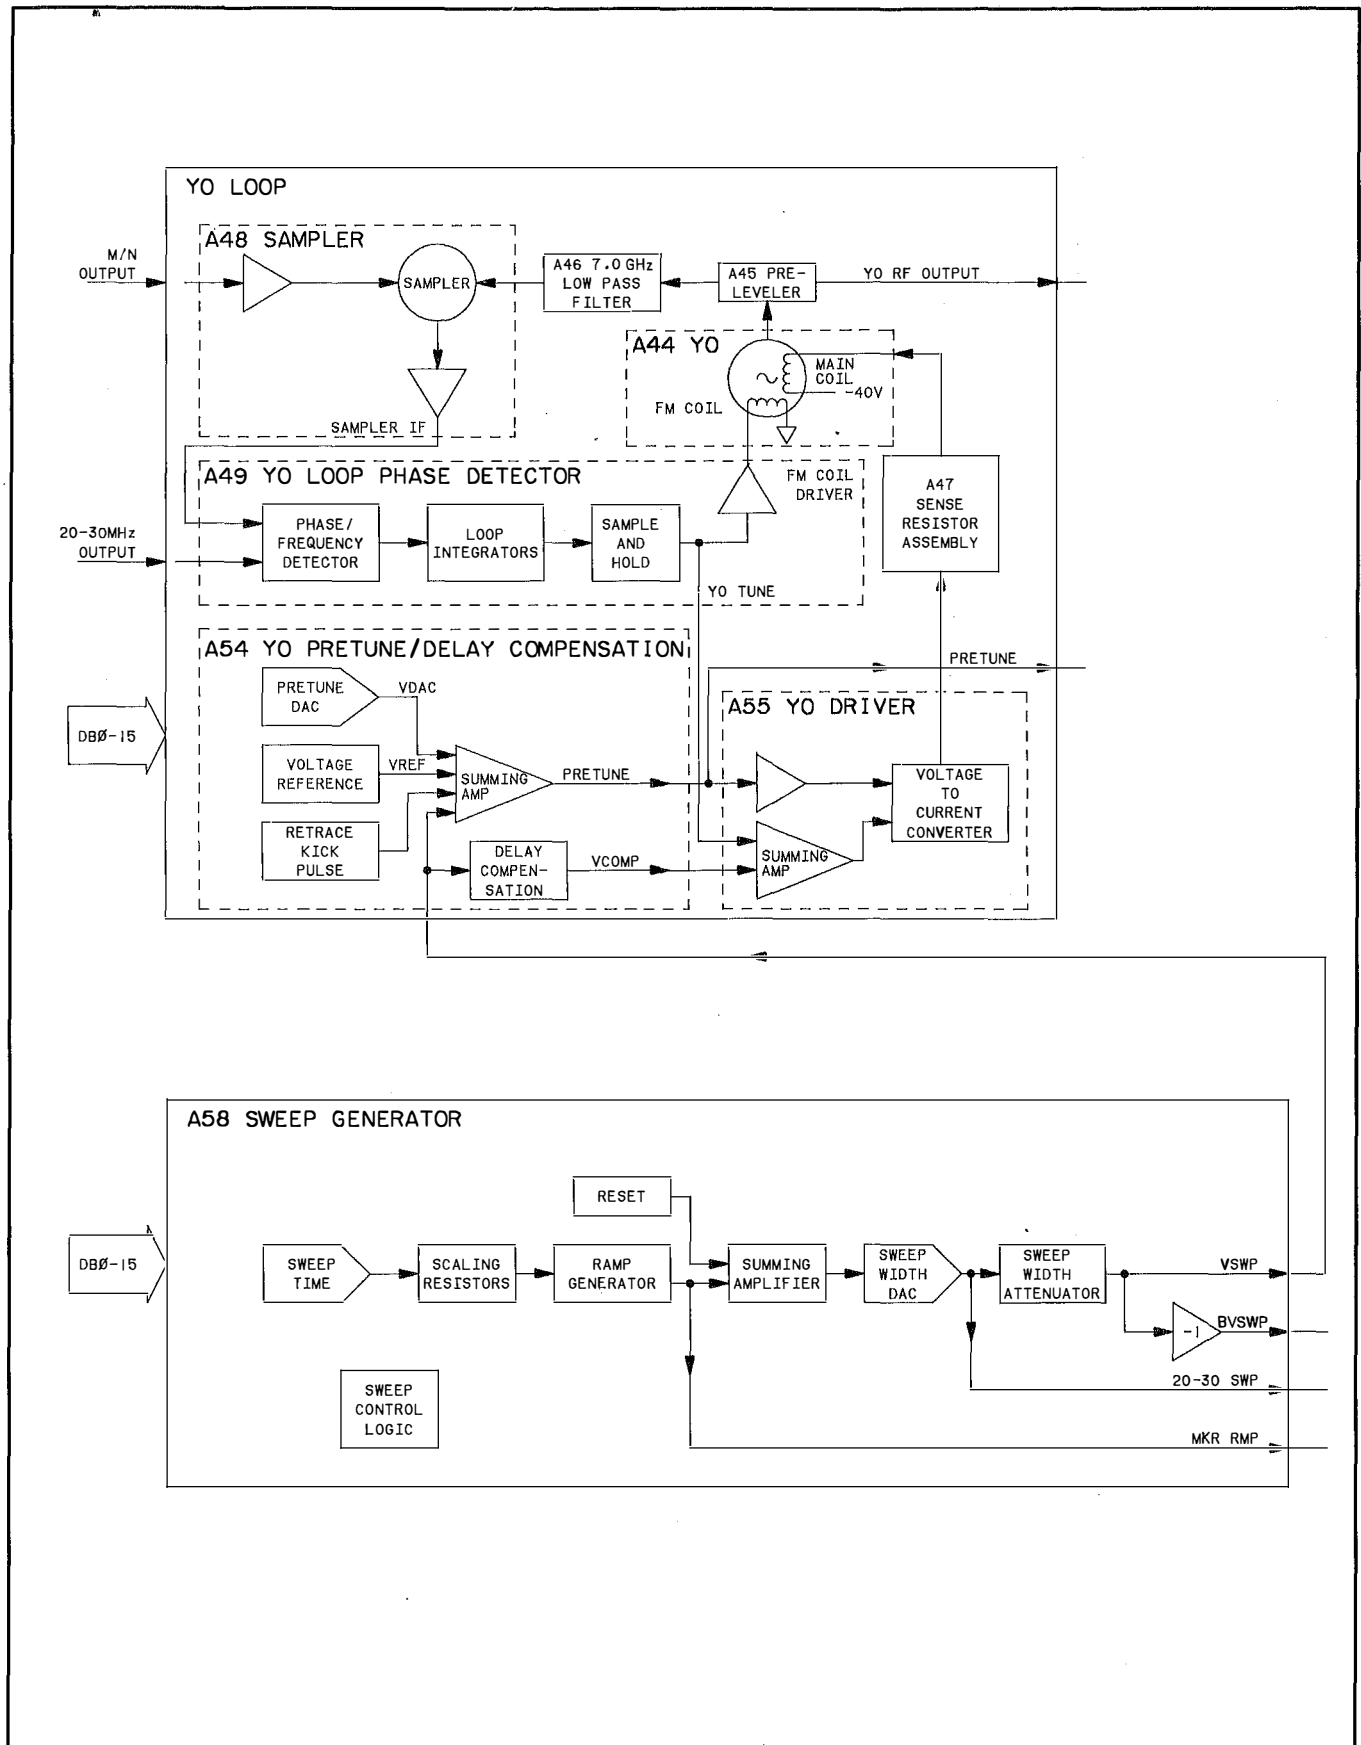 YO LOOP
A48 SAMPLER
M/N
OUTPUT
SAMPLER
A46 7.0 GHz
LOW PASS
FILTER
A45 PRE-
LEVELER
YO RF OUTPUT
A44 YO
MAIN
COIL
-40V
FM COIL
SAMPLER IF
A49 YO LOOP PHASE DETECTOR
FM COIL
DRIVER
A47
SENSE
RESISTOR
ASSEMBLY
20-30MHz
OUTPUT
PHASE/
FREQUENCY
DETECTOR
LOOP
INTEGRATORS
SAMPLE
AND
HOLD
YO TUNE
A54 YO PRETUNE/DELAY COMPENSATION
PRETUNE
PRETUNE
DAC
VDAC
A55 YO DRIVER
DBØ-15
VOLTAGE
REFERENCE
VREF
SUMMING
AMP
PRETUNE
VOLTAGE
TO
CURRENT
CONVERTER
RETRACE
KICK
PULSE
DELAY
COMPEN-
SATION
VCOMP
SUMMING
AMP
A58 SWEEP GENERATOR
RESET
DBØ-15
SWEEP
TIME
SCALING
RESISTORS
RAMP
GENERATOR
SUMMING
AMPLIFIER
SWEEP
WIDTH
DAC
SWEEP
WIDTH
ATTENUATOR
VSWP
-1
BVSWP
20-30 SWP
SWEEP
CONTROL
LOGIC
MKR RMP